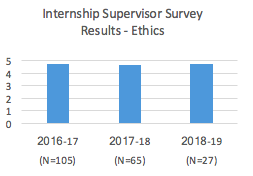 Internship Supervisor Survey
Results - Ethics
5
4
3
2
1
0
2016-17 2017-18 2018-19
(N=105) (N=65) (N=27)